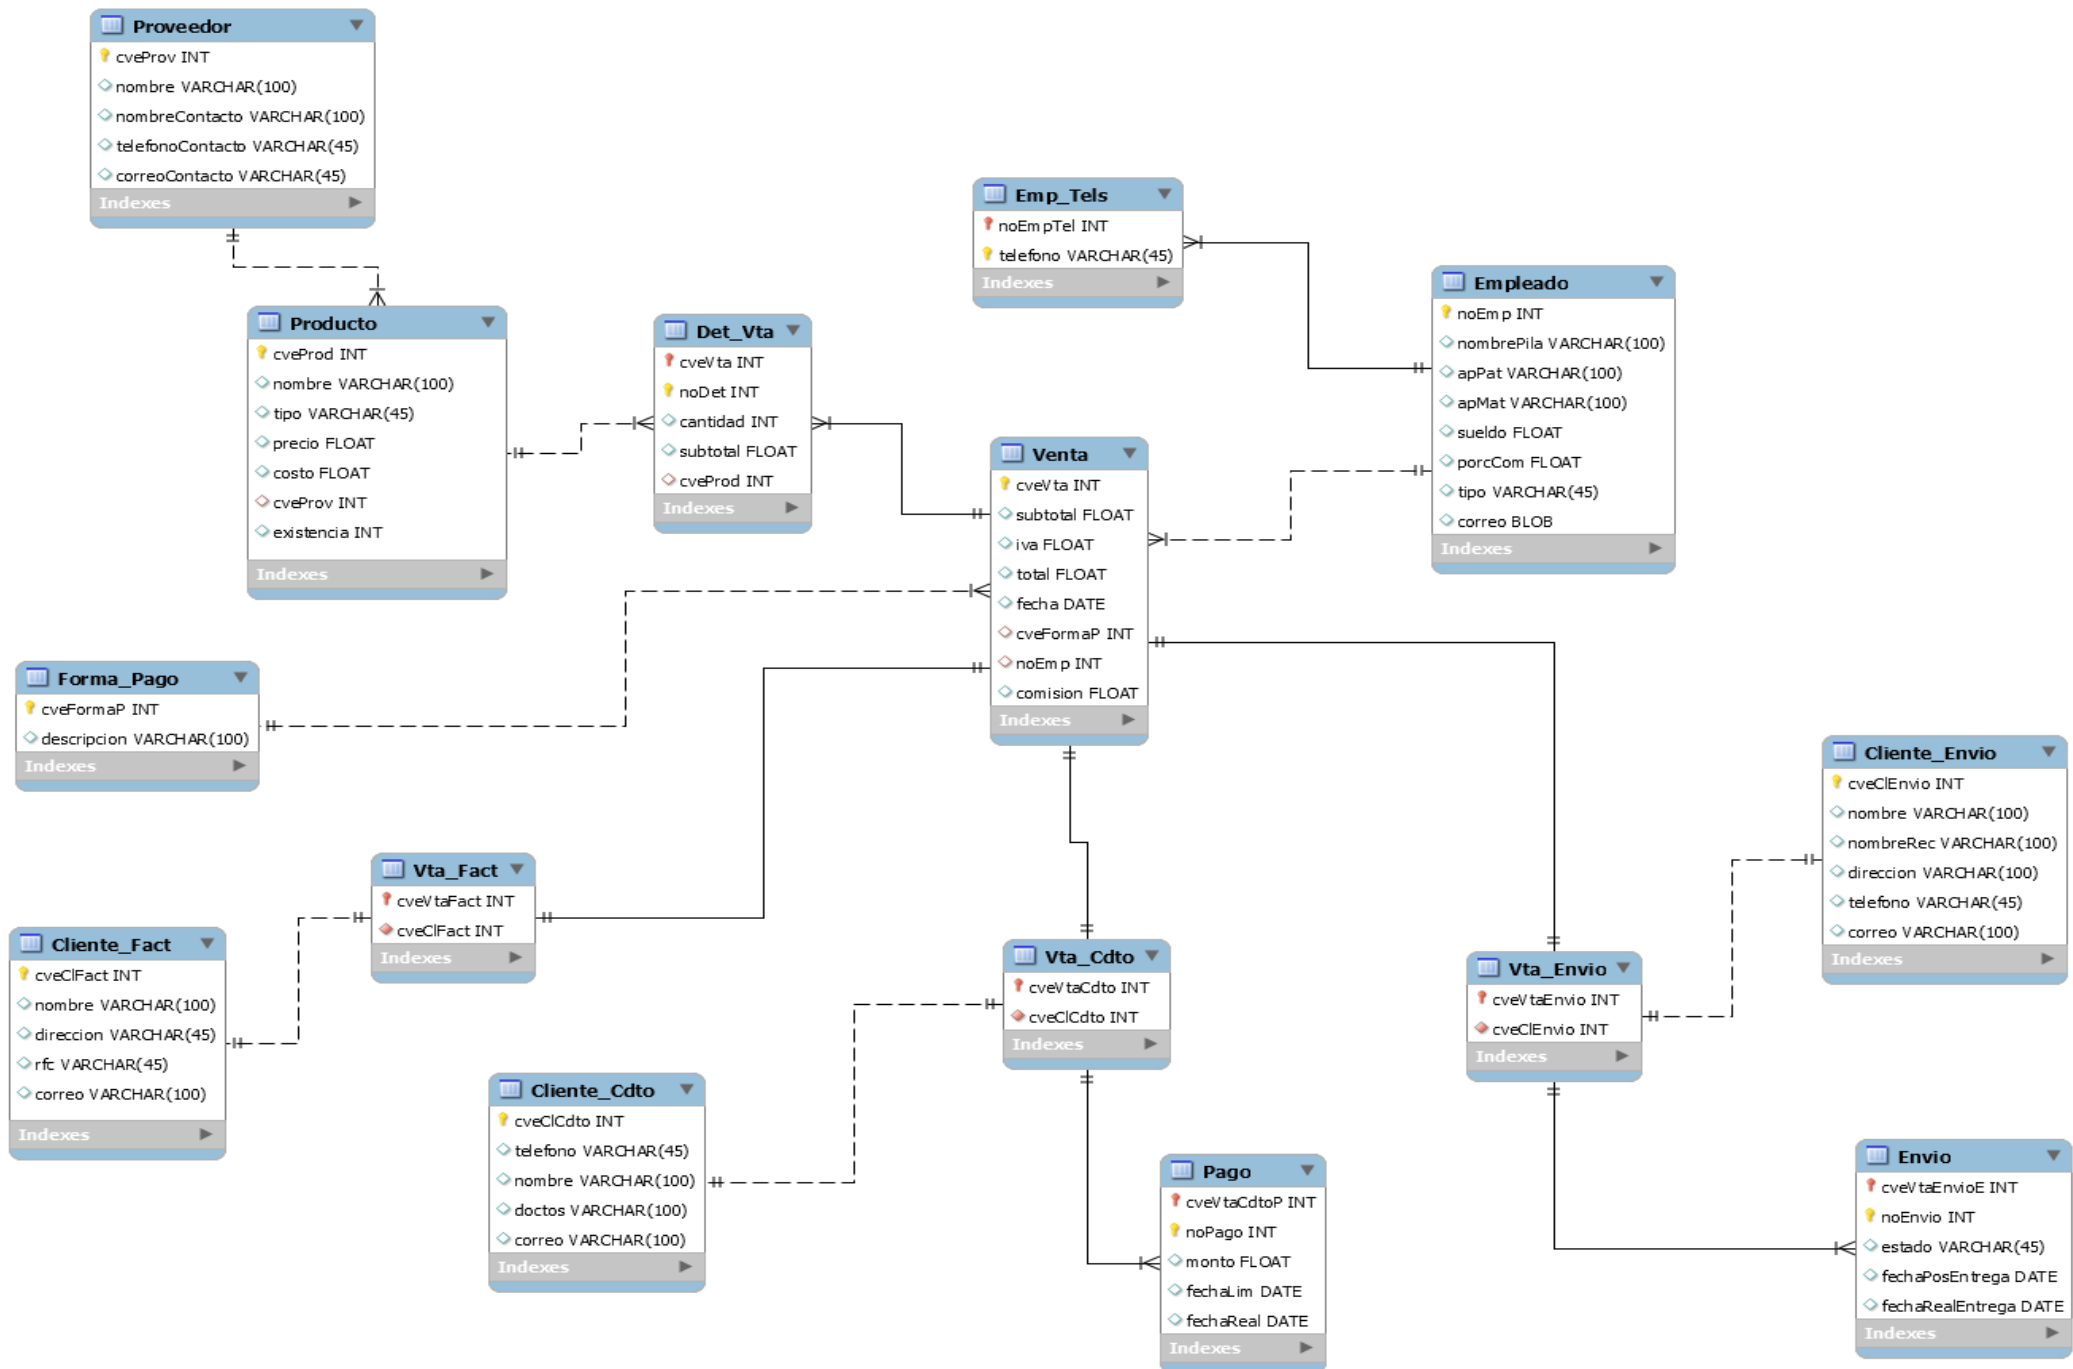 Proveedor
cveProv INT
nombre VARCHAR(100)
nombreContacto VARCHAR(100)
telefonoContacto VARCHAR(45)
correoContacto VARCHAR(45)
Indexes
Emp_Tels
noEmpTel INT
telefono VARCHAR(45)
Indexes
Empleado
noEmp INT
nombrePila VARCHAR(100)
apPat VARCHAR(100)
apMat VARCHAR(100)
sueldo FLOAT
porcCom FLOAT
tipo VARCHAR(45)
correo BLOB
Indexes
Producto
cveProd INT
nombre VARCHAR(100)
tipo VARCHAR(45)
precio FLOAT
costo FLOAT
cveProv INT
existencia INT
Indexes
Det_Vta
cveVta INT
noDet INT
cantidad INT
subtotal FLOAT
cveProd INT
Indexes
Venta
cveVta INT
subtotal FLOAT
iva FLOAT
total FLOAT
fecha DATE
cveFormaP INT
noEmp INT
comision FLOAT
Indexes
Forma_Pago
cveFormaP INT
descripcion VARCHAR(100)
Indexes
Cliente_Envio
cveClEnvio INT
nombre VARCHAR(100)
nombreRec VARCHAR(100)
direccion VARCHAR(100)
telefono VARCHAR(45)
correo VARCHAR(100)
Indexes
Vta_Fact
cveVtaFact INT
cveClFact INT
Indexes
Cliente_Fact
cveClFact INT
nombre VARCHAR(100)
direccion VARCHAR(45)
rfc VARCHAR(45)
correo VARCHAR(100)
Indexes
Vta_Cdto
cveVtaCdto INT
cveClCdto INT
Indexes
Vta_Envio
cveVtaEnvio INT
cveClEnvio INT
Indexes
Cliente_Cdto
cveClCdto INT
telefono VARCHAR(45)
nombre VARCHAR(100)
doctos VARCHAR(100)
correo VARCHAR(100)
Indexes
Pago
cveVtaCdtoP INT
noPago INT
monto FLOAT
fechaLim DATE
fechaReal DATE
Indexes
Envio
cveVtaEnvioE INT
noEnvio INT
estado VARCHAR(45)
fechaPosEntrega DATE
fechaRealEntrega DATE
Indexes